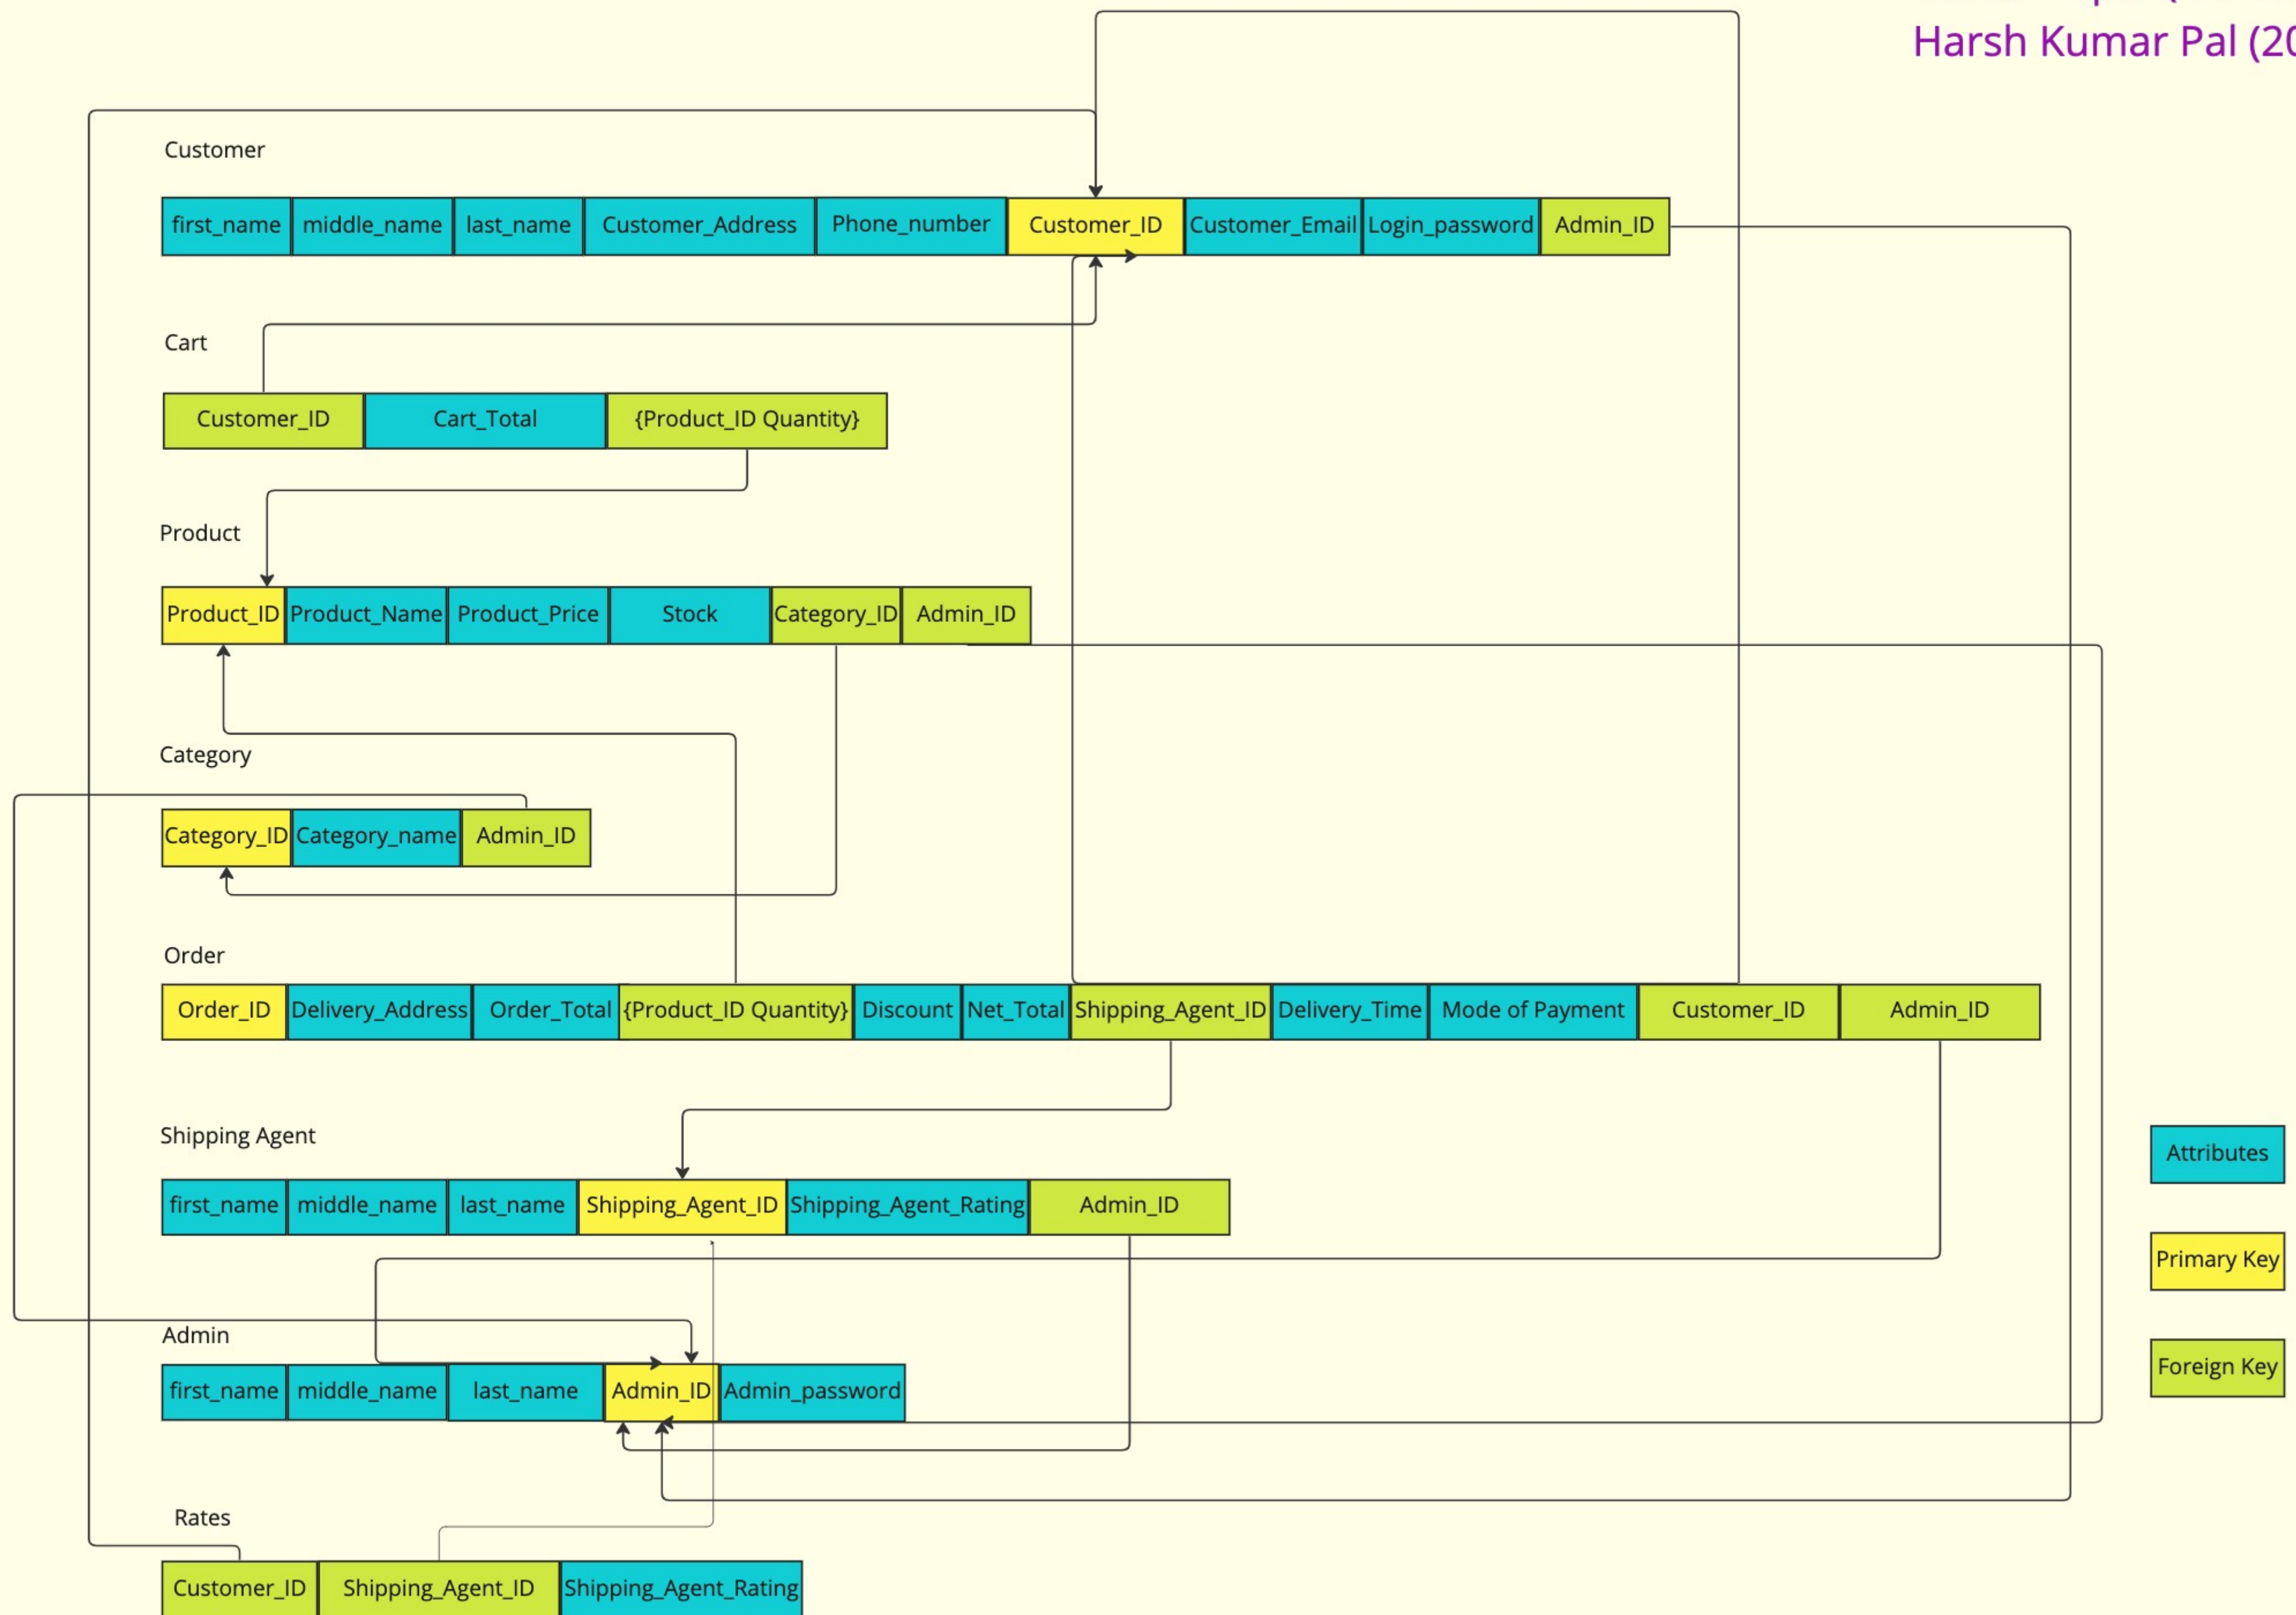 Harsh Kumar Pal (20
Customer
first_name middle_name last_name Customer_Address Phone_number Customer_ID Customer_Email Login_password Admin_ID
Cart
Customer_ID Cart_Total {Product_ID Quantity}
Product
Product_ID Product_Name Product_Price Stock Category_ID Admin_ID
Category
Category_ID Category_name Admin_ID
Order
Order_ID Delivery_Address Order_Total {Product_ID Quantity} Discount Net_Total Shipping_Agent_ID Delivery_Time Mode of Payment Customer_ID Admin_ID
Shipping Agent
first_name middle_name last_name Shipping_Agent_ID Shipping_Agent_Rating Admin_ID
Admin
first_name middle_name last_name Admin_ID Admin_password
Rates
Customer_ID Shipping_Agent_ID Shipping_Agent_Rating
Attributes
Primary Key
Foreign Key